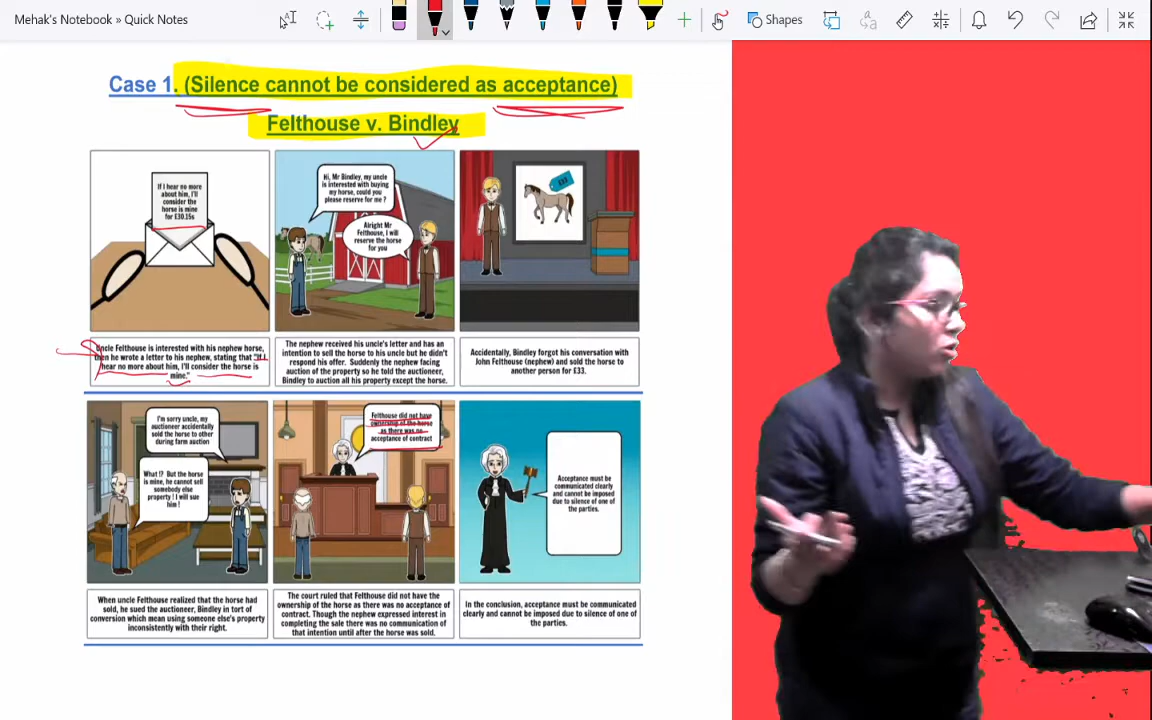 Mehak's Notebook » Quick Notes
Shapes
Case 1. (Silence cannot be considered as acceptance)
Felthouse v. Bindley
If I hear no more
about him, I'll
consider the
horse is mine
for £30.15s
Hi, Mr Bindley, my uncle
is interested with buying
my horse, could you
please reserve for me ?
Alright Mr
Felthouse, I will
reserve the horse
for you
£33
Uncle Felthouse is interested with his nephew horse,
then he wrote a letter to his nephew, stating that "If I
hear no more about him, I'll consider the horse is
mine."
The nephew received his uncle's letter and has an
intention to sell the horse to his uncle but he didn't
respond his offer. Suddenly the nephew facing
auction of the property so he told the auctioneer,
Bindley to auction all his property except the horse.
Accidentally, Bindley forgot his conversation with
John Felthouse (nephew) and sold the horse to
another person for £33.
I'm sorry uncle, my
auctioneer accidentally
sold the horse to other
during farm auction
What !? But the horse
is mine, he cannot sell
somebody else
property ! I will sue
him !
Felthouse did not have
ownership of the horse
as there was no
acceptance of contract
Acceptance must be
communicated clearly
and cannot be imposed
due to silence of one of
the parties.
When uncle Felthouse realized that the horse had
sold, he sued the auctioneer, Bindley in tort of
conversion which mean using someone else's property
inconsistently with their right.
The court ruled that Felthouse did not have the
ownership of the horse as there was no acceptance of
contract. Though the nephew expressed interest in
completing the sale there was no communication of
that intention until after the horse was sold.
In the conclusion, acceptance must be communicated
clearly and cannot be imposed due to silence of one of
the parties.